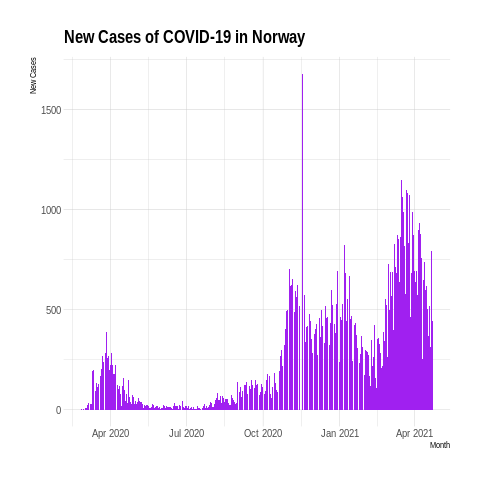 New Cases of COVID-19 in Norway
New Cases
1500
1000
500
0
Apr 2020
Jul 2020
Oct 2020
Jan 2021
Apr 2021
Month